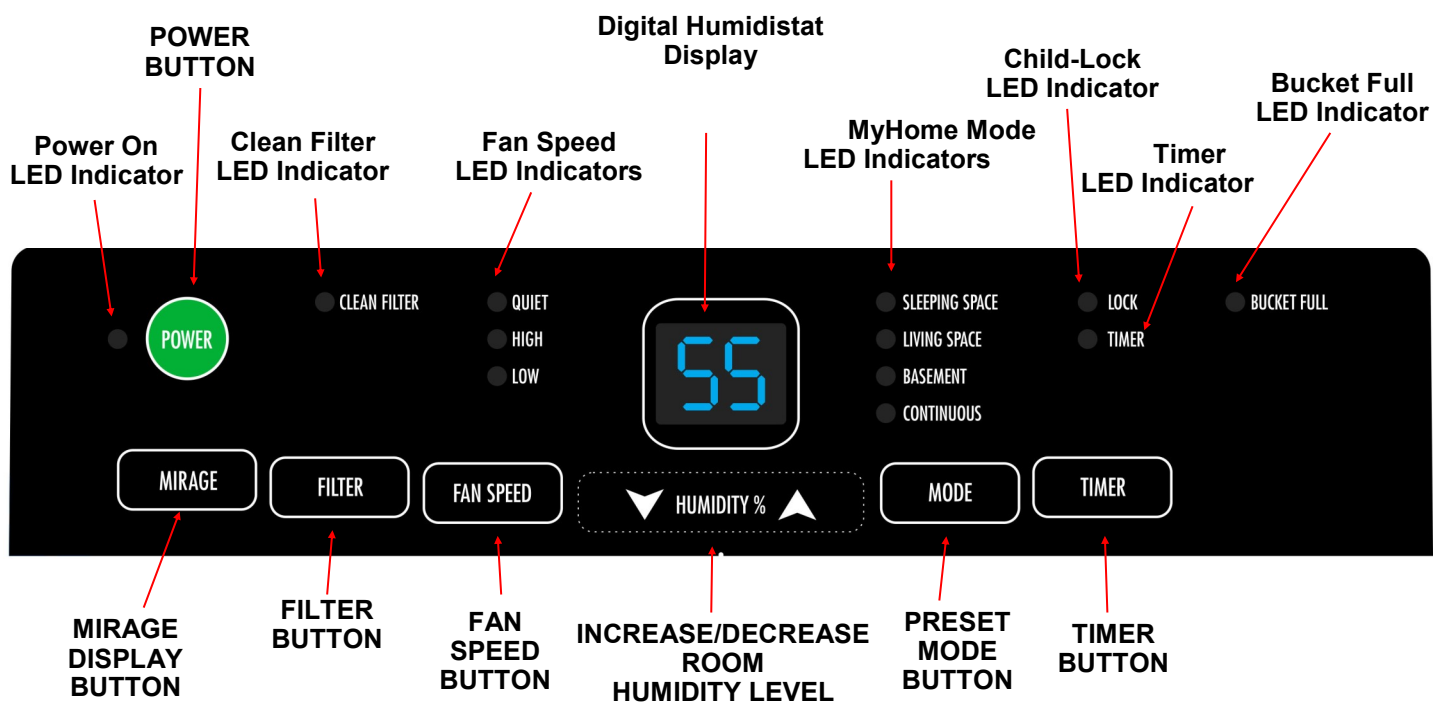 POWER
BUTTON
Digital Humidistat
Display
Child-Lock
LED Indicator
Bucket Full
LED Indicator
Power On
LED Indicator
Clean Filter
LED Indicator
Fan Speed
LED Indicators
MyHome Mode
LED Indicators
Timer
LED Indicator
POWER
CLEAN FILTER
QUIET
HIGH
LOW
55
SLEEPING SPACE
LIVING SPACE
BASEMENT
CONTINUOUS
LOCK
TIMER
BUCKET FULL
MIRAGE
FILTER
FAN SPEED
HUMIDITY %
MODE
TIMER
MIRAGE
DISPLAY
BUTTON
FILTER
BUTTON
FAN
SPEED
BUTTON
INCREASE/DECREASE
ROOM
HUMIDITY LEVEL
PRESET
MODE
BUTTON
TIMER
BUTTON